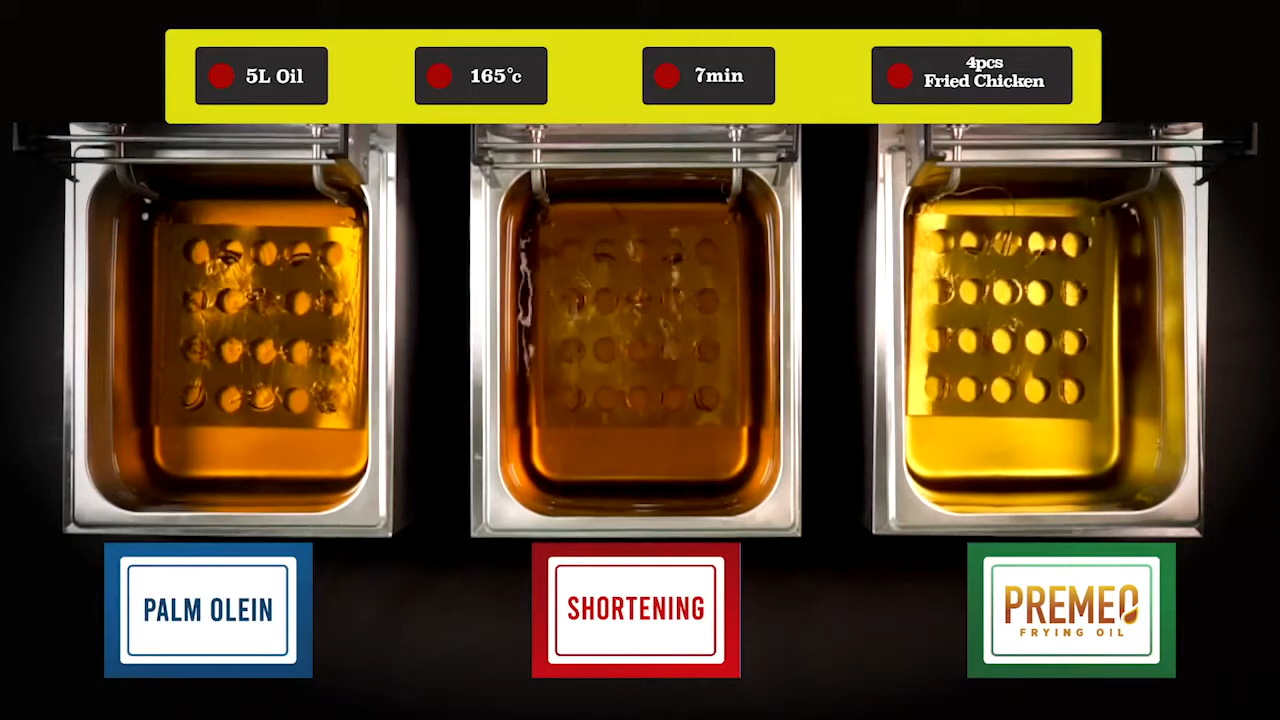 5L Oil
165°c
7min
4pcs
Fried Chicken
PALM OLEIN
SHORTENING
PREMEO
FRYING OIL